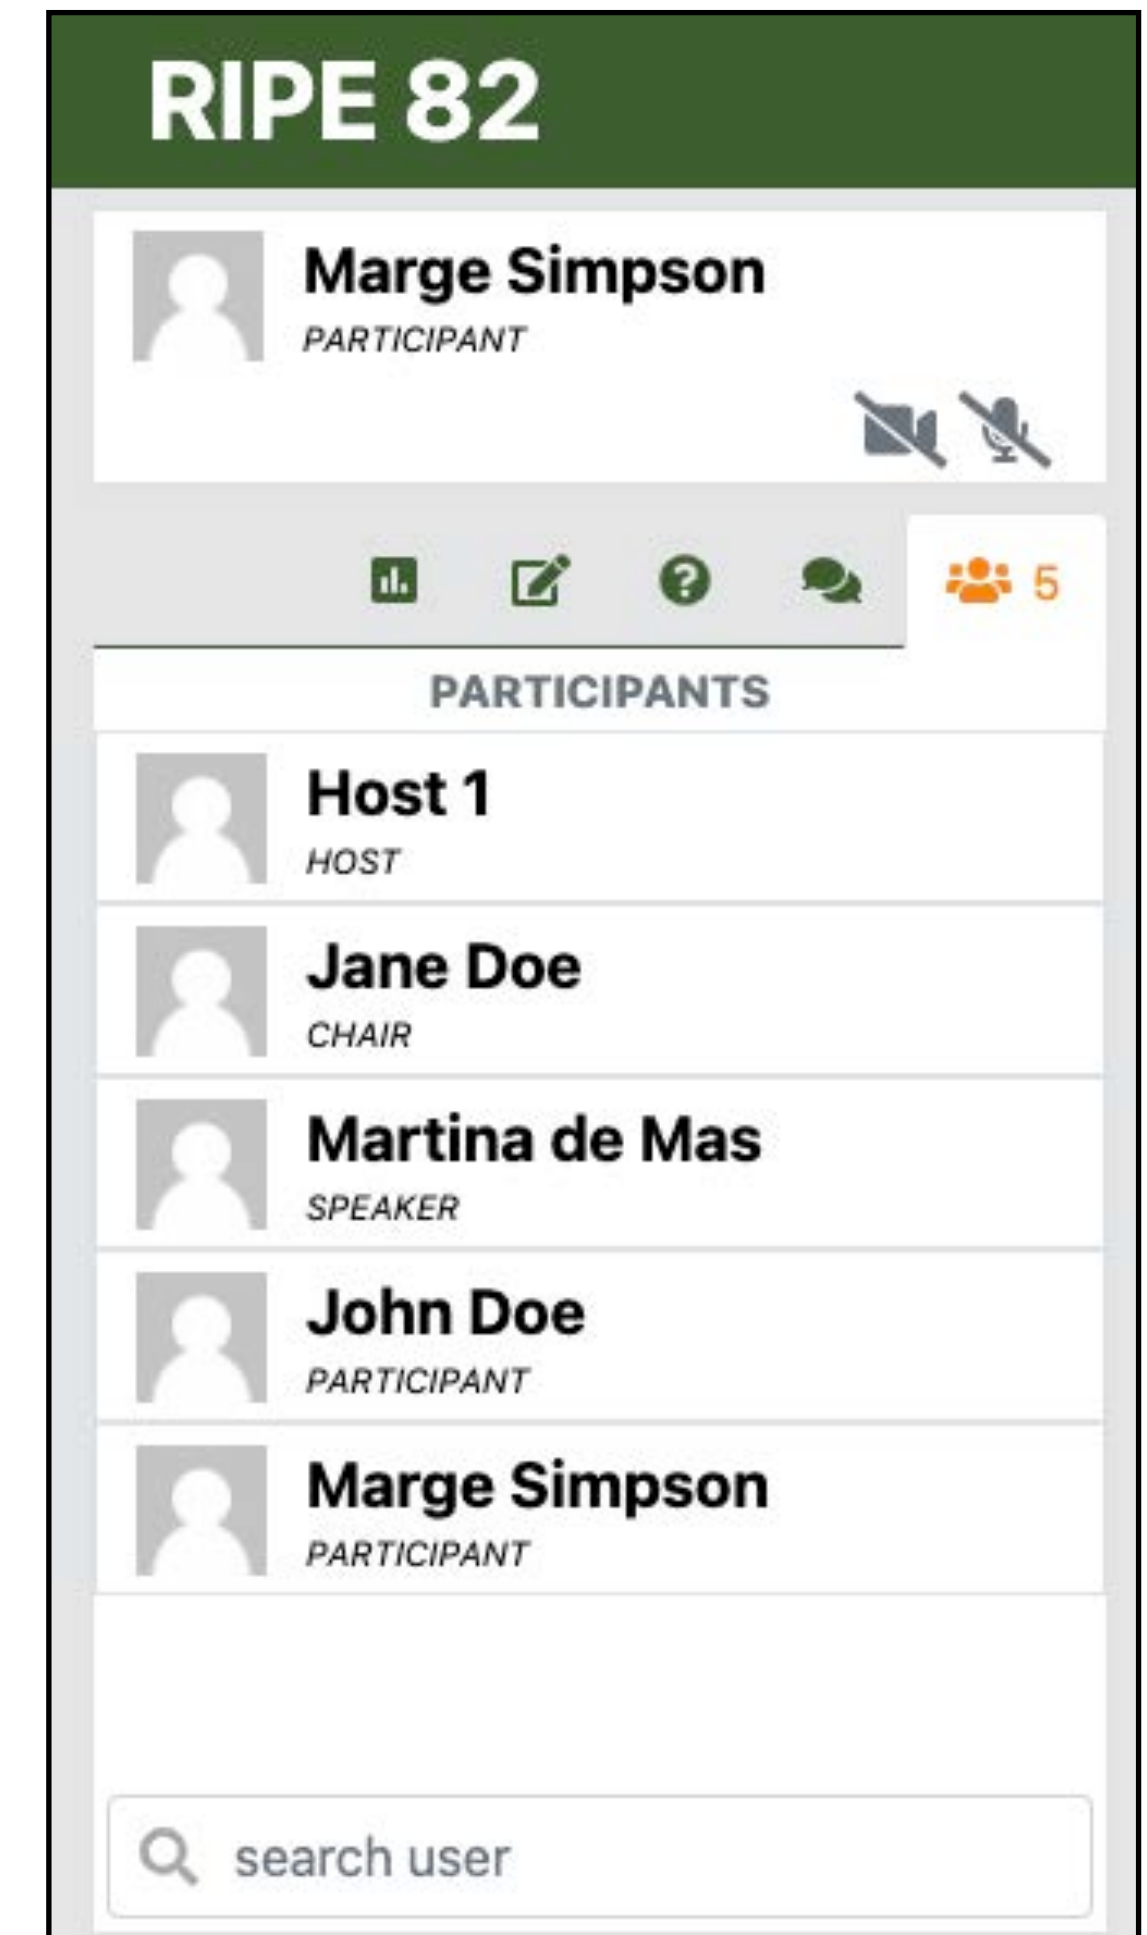 RIPE 82
Marge Simpson
PARTICIPANT
5
PARTICIPANTS
Host 1
HOST
Jane Doe
CHAIR
Martina de Mas
SPEAKER
John Doe
PARTICIPANT
Marge Simpson
PARTICIPANT
search user